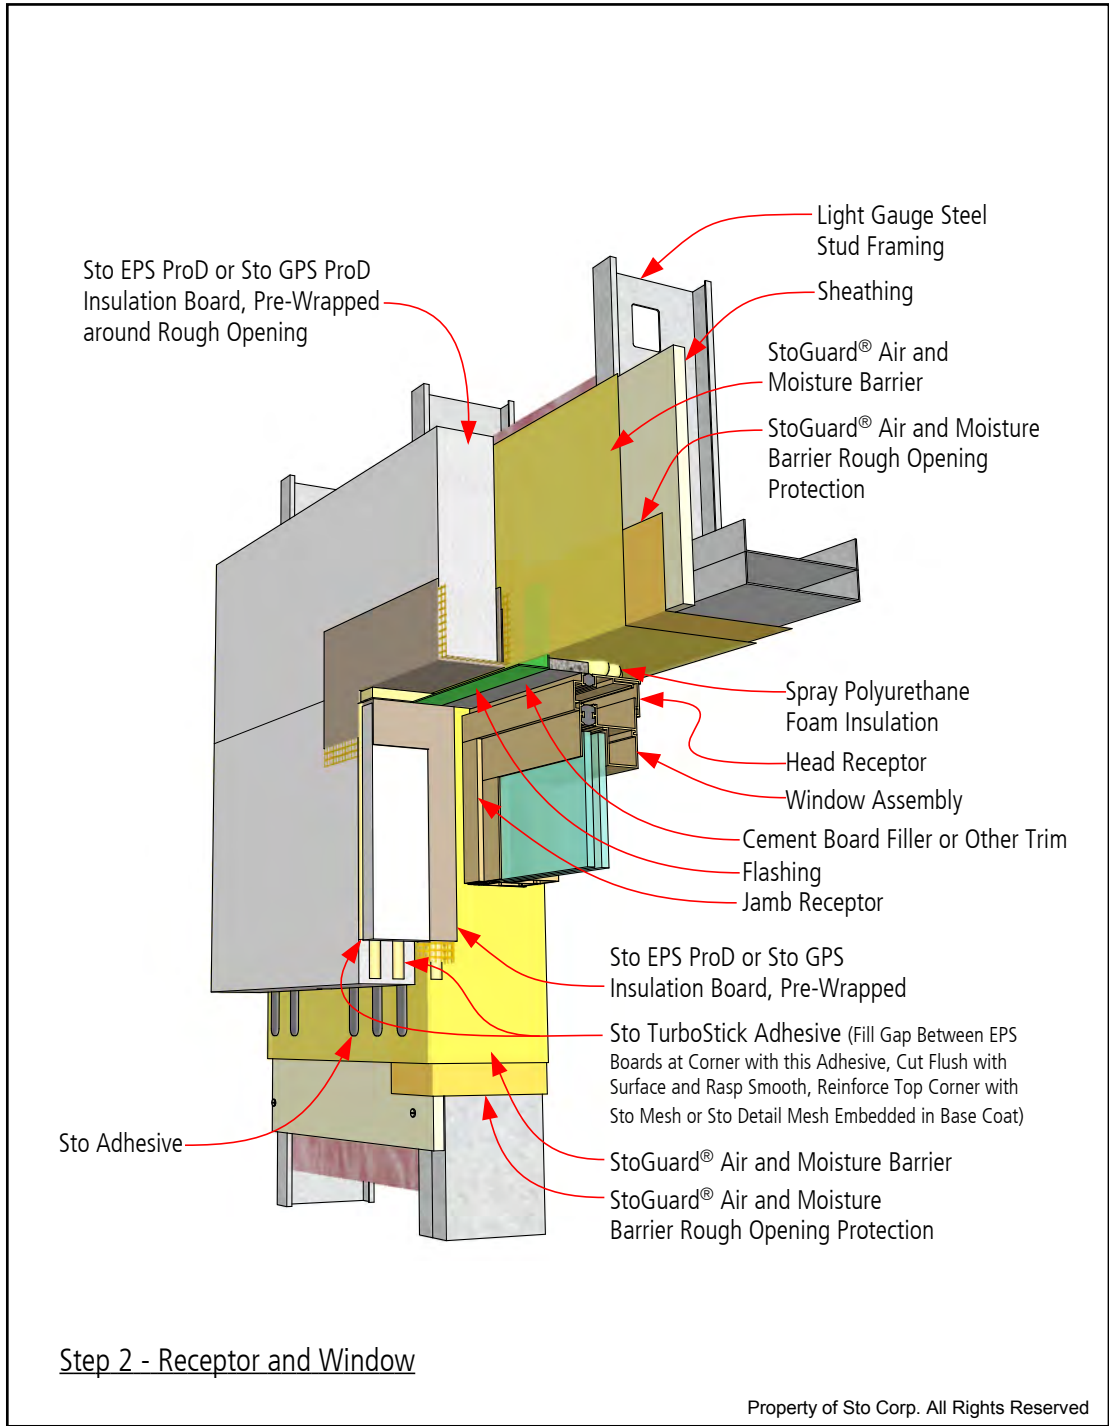 Light Gauge Steel
Stud Framing
Sto EPS ProD or Sto GPS ProD
Insulation Board, Pre-Wrapped
around Rough Opening
Sheathing
StoGuard® Air and
Moisture Barrier
StoGuard® Air and Moisture
Barrier Rough Opening
Protection
Spray Polyurethane
Foam Insulation
Head Receptor
Window Assembly
Cement Board Filler or Other Trim
Flashing
Jamb Receptor
Sto EPS ProD or Sto GPS
Insulation Board, Pre-Wrapped
Sto TurboStick Adhesive (Fill Gap Between EPS
Boards at Corner with this Adhesive, Cut Flush with
Surface and Rasp Smooth, Reinforce Top Corner with
Sto Mesh or Sto Detail Mesh Embedded in Base Coat)
Sto Adhesive
StoGuard® Air and Moisture Barrier
StoGuard® Air and Moisture
Barrier Rough Opening Protection
Step 2 - Receptor and Window
Property of Sto Corp. All Rights Reserved